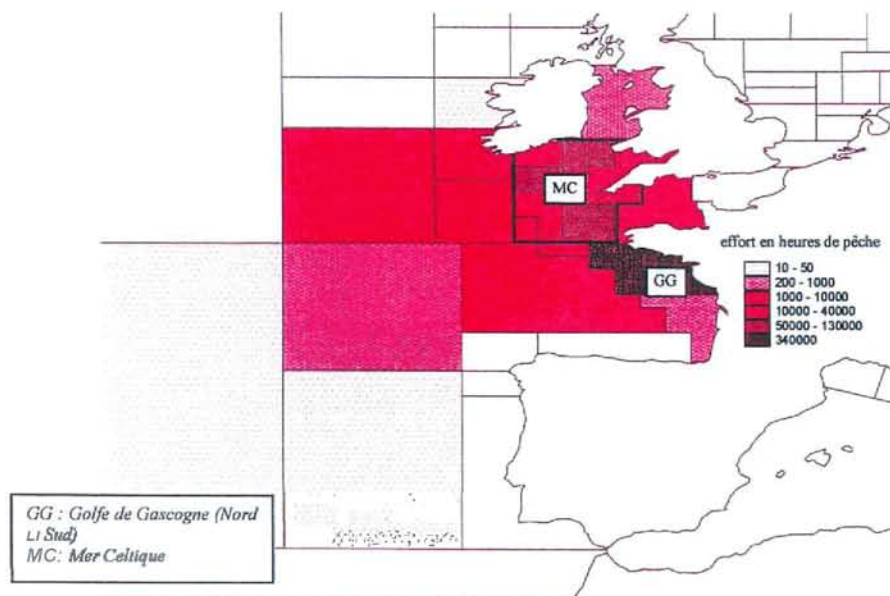 MC
effort en heures de pêche
GG
10 - 50
200 - 1000
1000 - 10000
10000 - 40000
50000 - 130000
340000
GG : Golfe de Gascogne (Nord
LI Sud)
MC: Mer Celtique